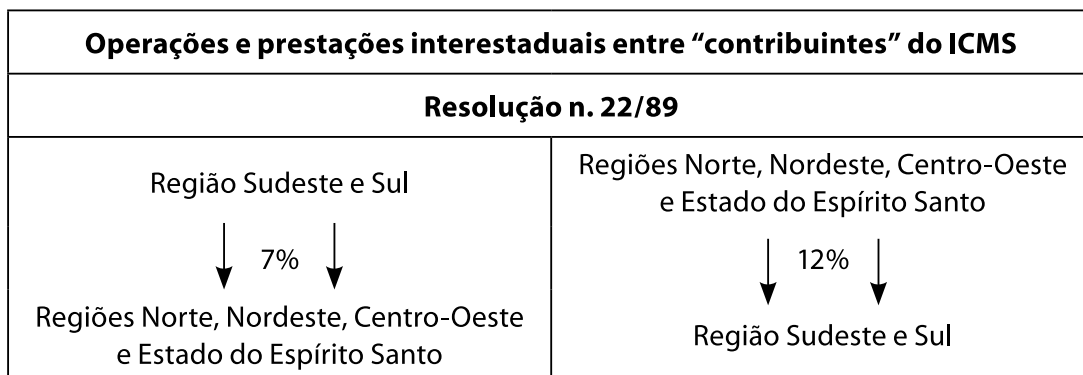 Operações e prestações interestaduais entre “contribuintes” do ICMS
Resolução n. 22/89
Região Sudeste e Sul
7%
Regiões Norte, Nordeste, Centro-Oeste
e Estado do Espírito Santo
Regiões Norte, Nordeste, Centro-Oeste
e Estado do Espírito Santo
12%
Região Sudeste e Sul